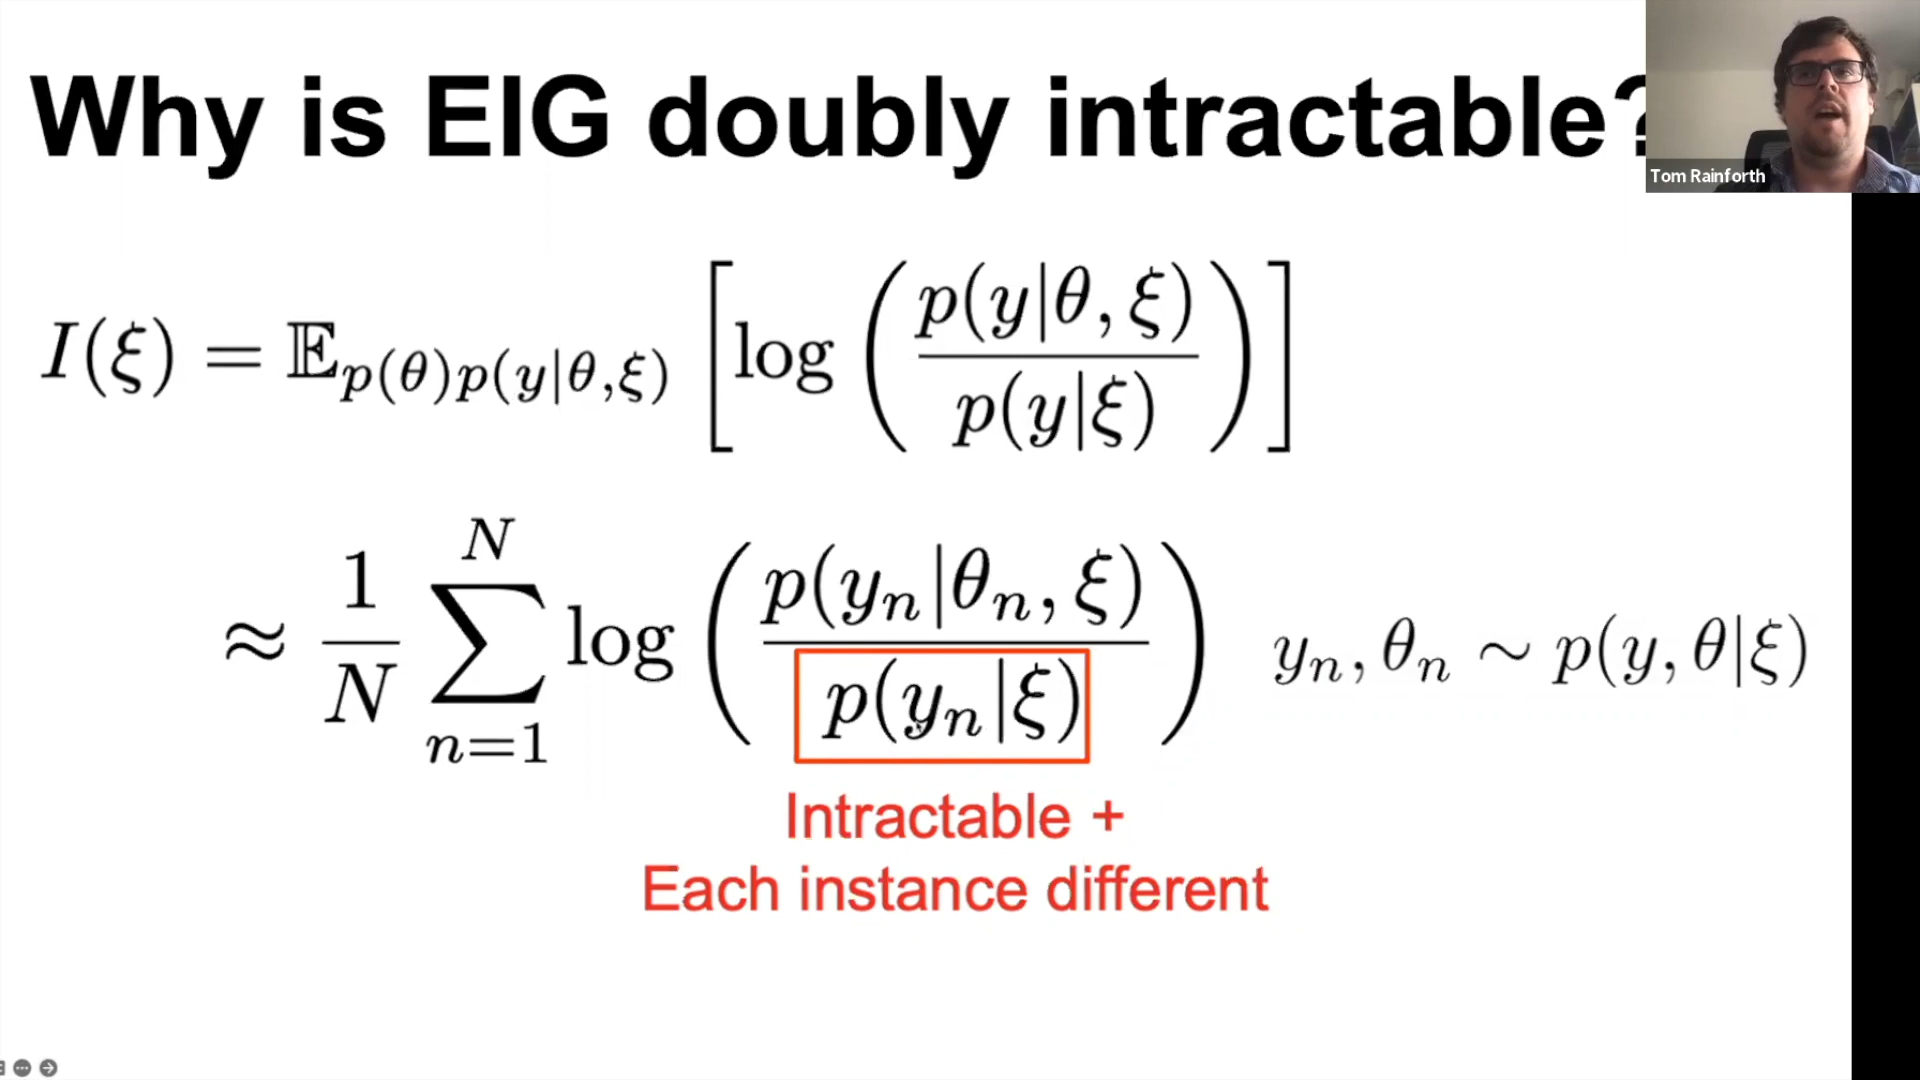 Why is EIG doubly intractable?
Tom Rainforth
I(ξ) = 𝔼_{p(θ)p(y|θ,ξ)} [log (p(y|θ, ξ) / p(y|ξ))]
≈ 1/N ∑_{n=1}^{N} log (p(y_n|θ_n, ξ) / p(y_n|ξ)) y_n, θ_n ∼ p(y, θ|ξ)
Intractable +
Each instance different